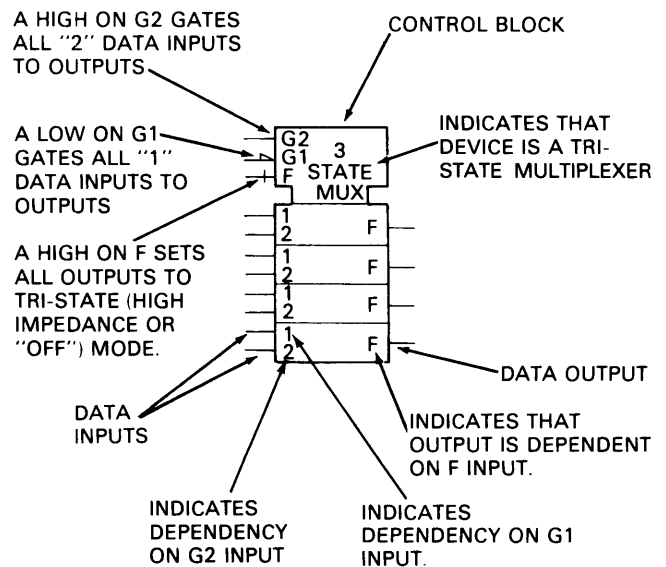 A HIGH ON G2 GATES
ALL "2" DATA INPUTS
TO OUTPUTS
CONTROL BLOCK
A LOW ON G1
GATES ALL "1"
DATA INPUTS TO
OUTPUTS
INDICATES THAT
DEVICE IS A TRI-
STATE MULTIPLEXER
G2
G1
F
3
STATE
MUX
1
2
F
1
2
F
1
2
F
1
2
F
A HIGH ON F SETS
ALL OUTPUTS TO
TRI-STATE (HIGH
IMPEDANCE OR
"OFF") MODE.
DATA
INPUTS
DATA OUTPUT
INDICATES THAT
OUTPUT IS DEPENDENT
ON F INPUT.
INDICATES
DEPENDENCY
ON G2 INPUT
INDICATES
DEPENDENCY ON G1
INPUT.